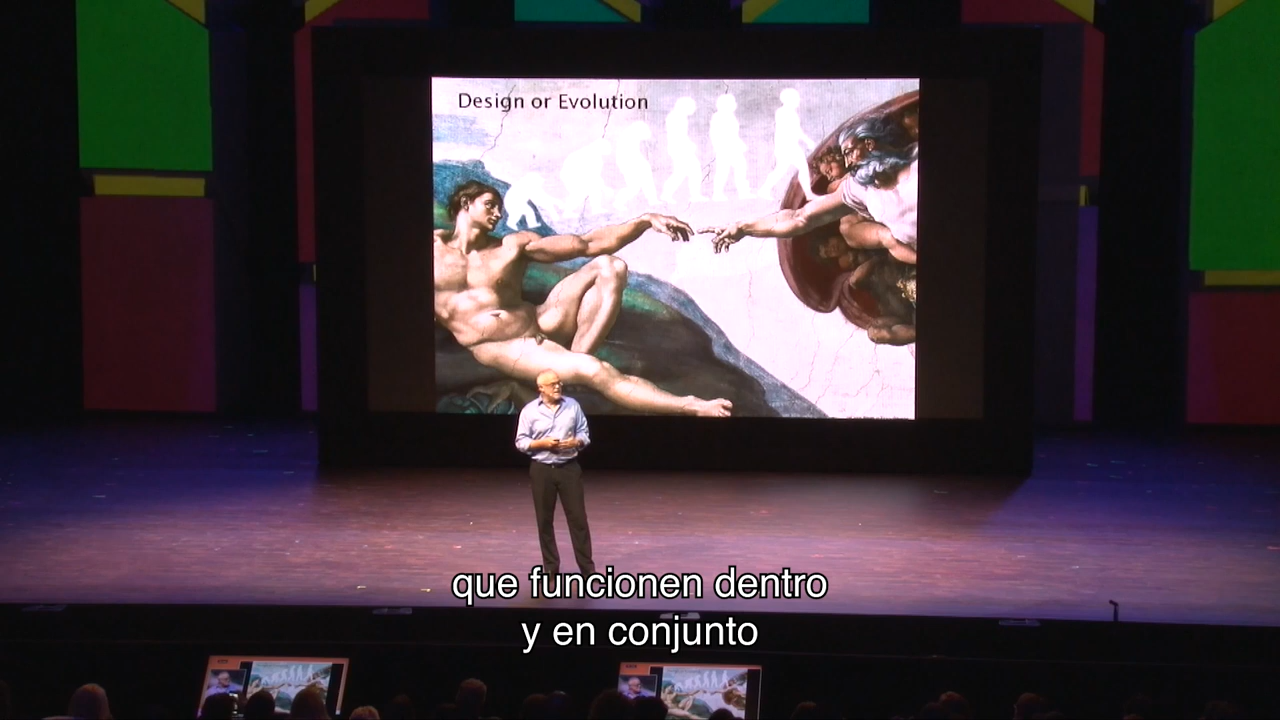 Design or Evolution
que funcionen dentro
y en conjunto